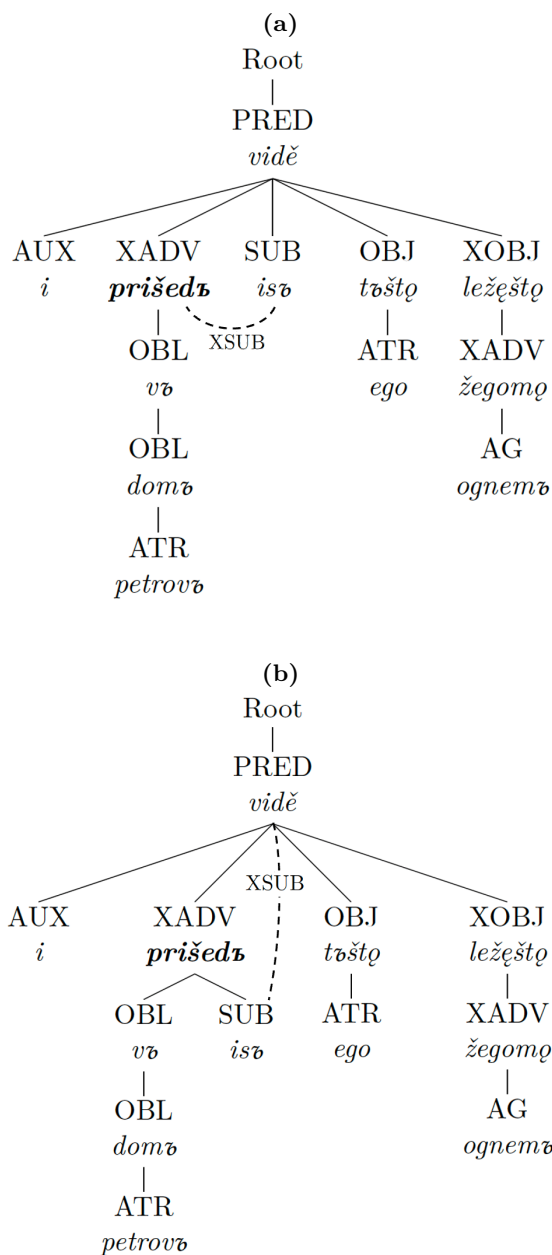 (a)
Root
PRED
vidě
AUX XADV SUB OBJ XOBJ
i prišedъ isъ tъštǫ ležęštǫ
XSUB
OBL ATR XADV
vъ ego žegomǫ
OBL AG
domъ ognemъ
ATR
petrovъ
(b)
Root
PRED
vidě
XSUB
AUX XADV OBJ XOBJ
i prišedъ tъštǫ ležęštǫ
OBL SUB ATR XADV
vъ isъ ego žegomǫ
OBL AG
domъ ognemъ
ATR
petrovъ